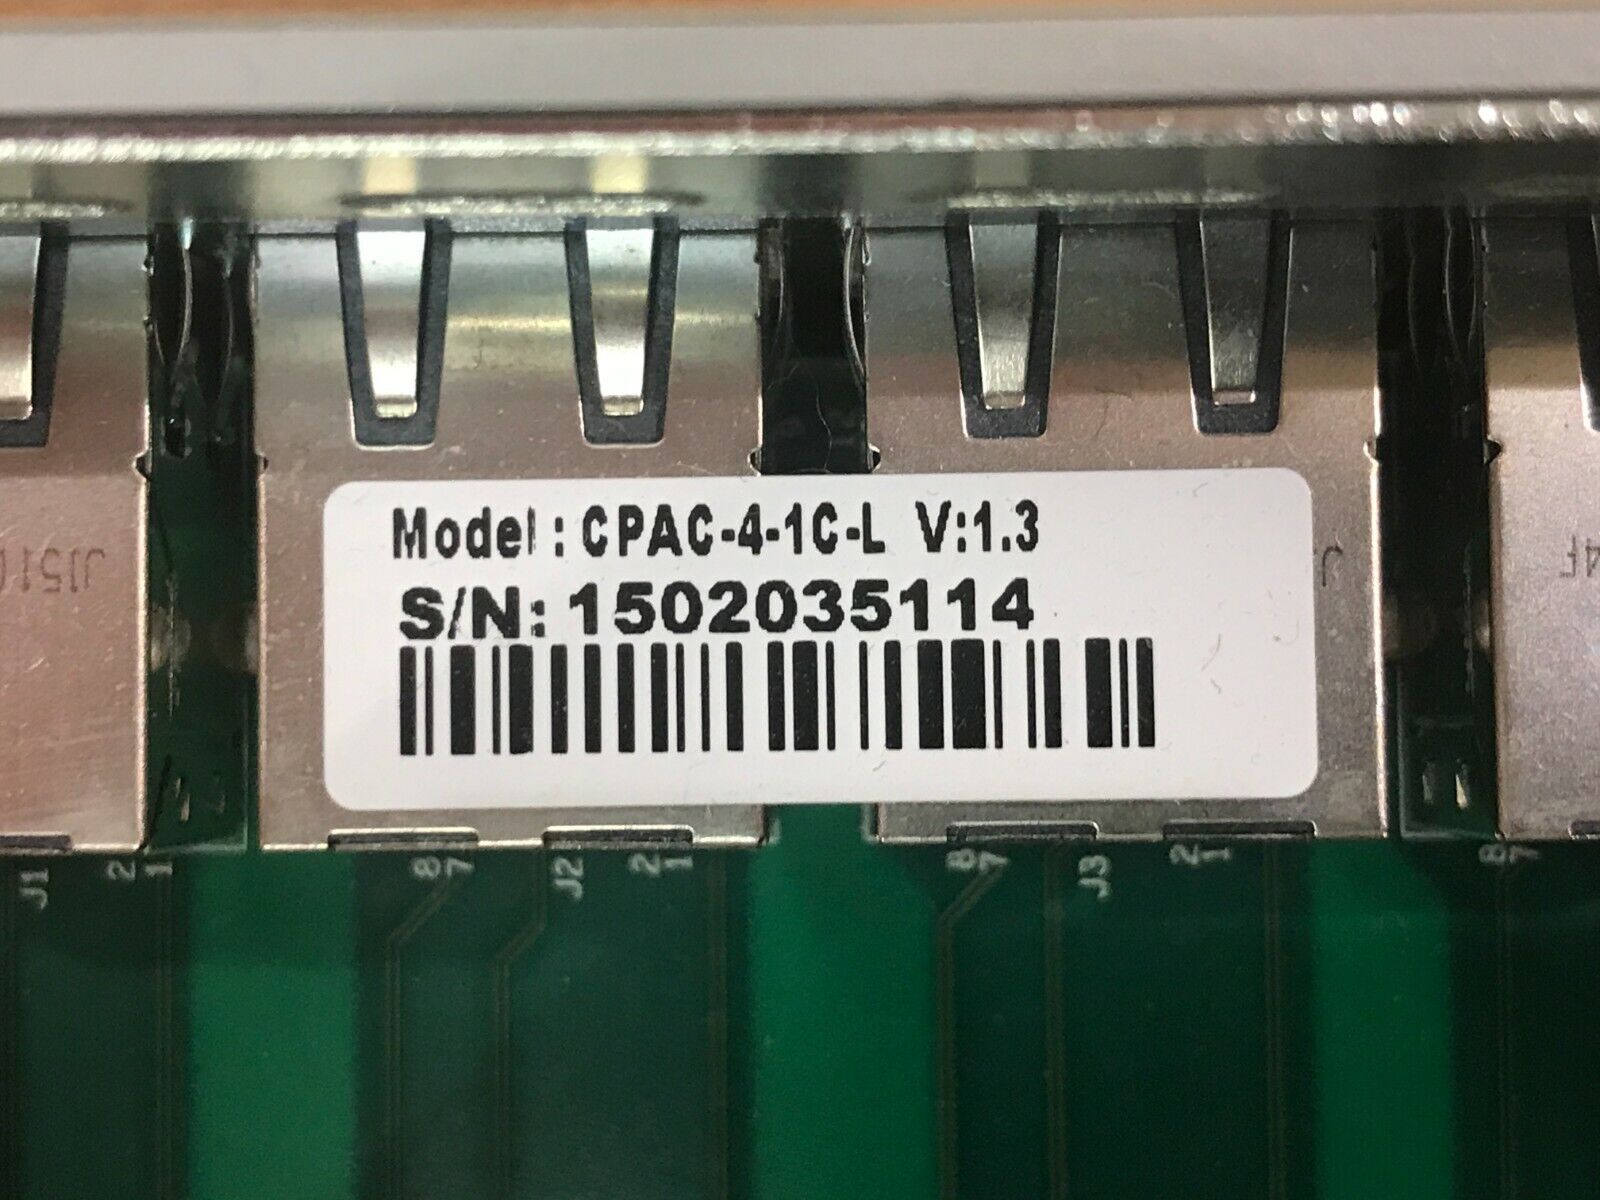 Model : CPAC-4-1C-L V:1.3
S/N: 1502035114
J1 2 1
8 7 J2 2 1
8 7 J3 2 1
8 7